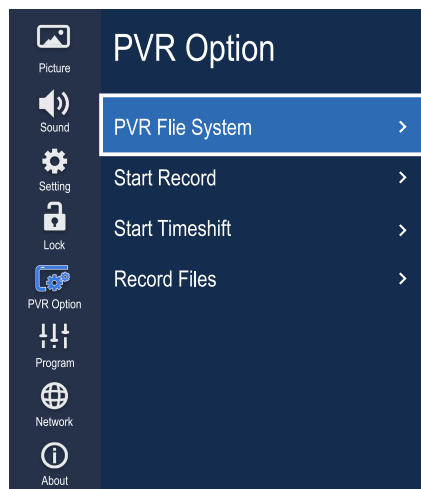 Picture
Sound
Setting
Lock
PVR Option
Program
Network
About
PVR Option
PVR Flie System
Start Record
Start Timeshift
Record Files